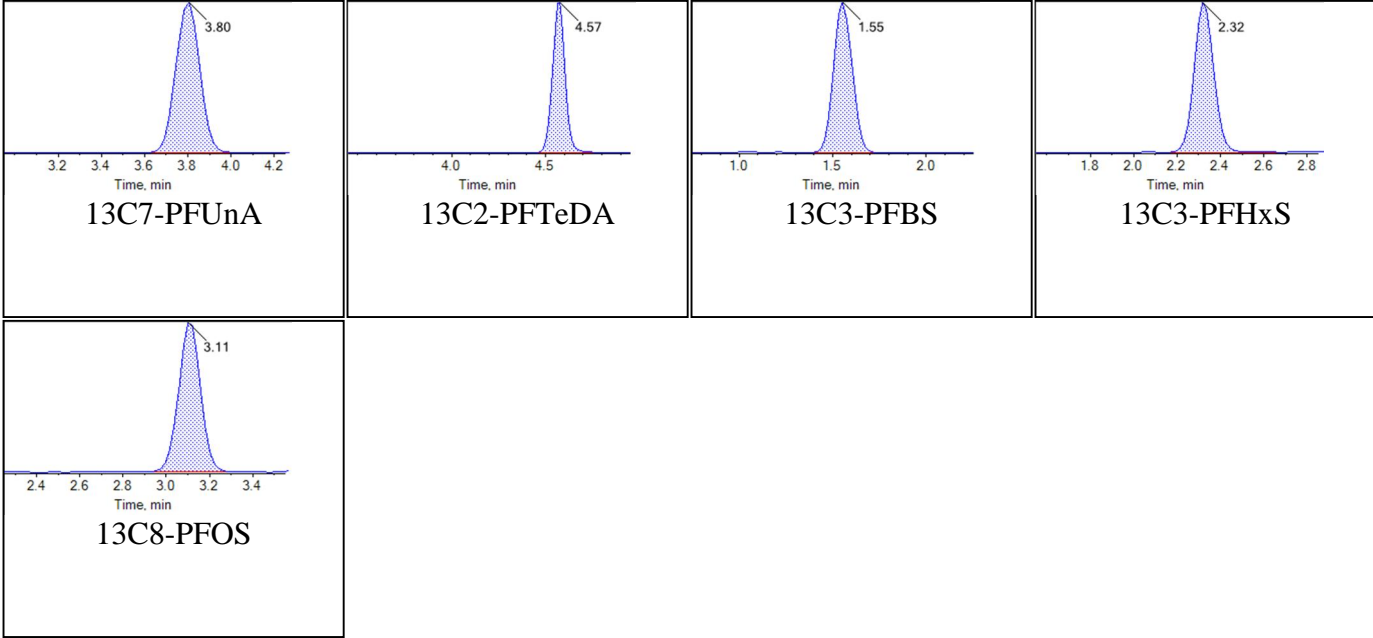 3.80
3.2 3.4 3.6 3.8 4.0 4.2
Time, min
13C7-PFUnA
4.57
4.0 4.5
Time, min
13C2-PFTeDA
1.55
1.0 1.5 2.0
Time, min
13C3-PFBS
2.32
1.8 2.0 2.2 2.4 2.6 2.8
Time, min
13C3-PFHxS
3.11
2.4 2.6 2.8 3.0 3.2 3.4
Time, min
13C8-PFOS